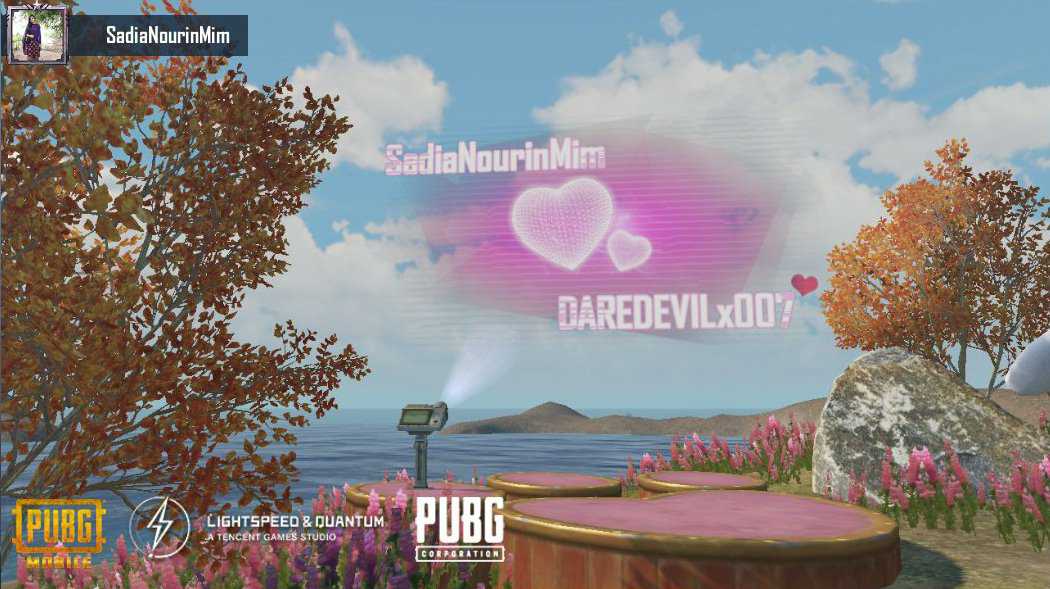 SadiaNourinMim
SadiaNourinMim
DAREDEVILx007
PUBG
MOBILE
LIGHTSPEED & QUANTUM
A TENCENT GAMES STUDIO
PUBG
CORPORATION